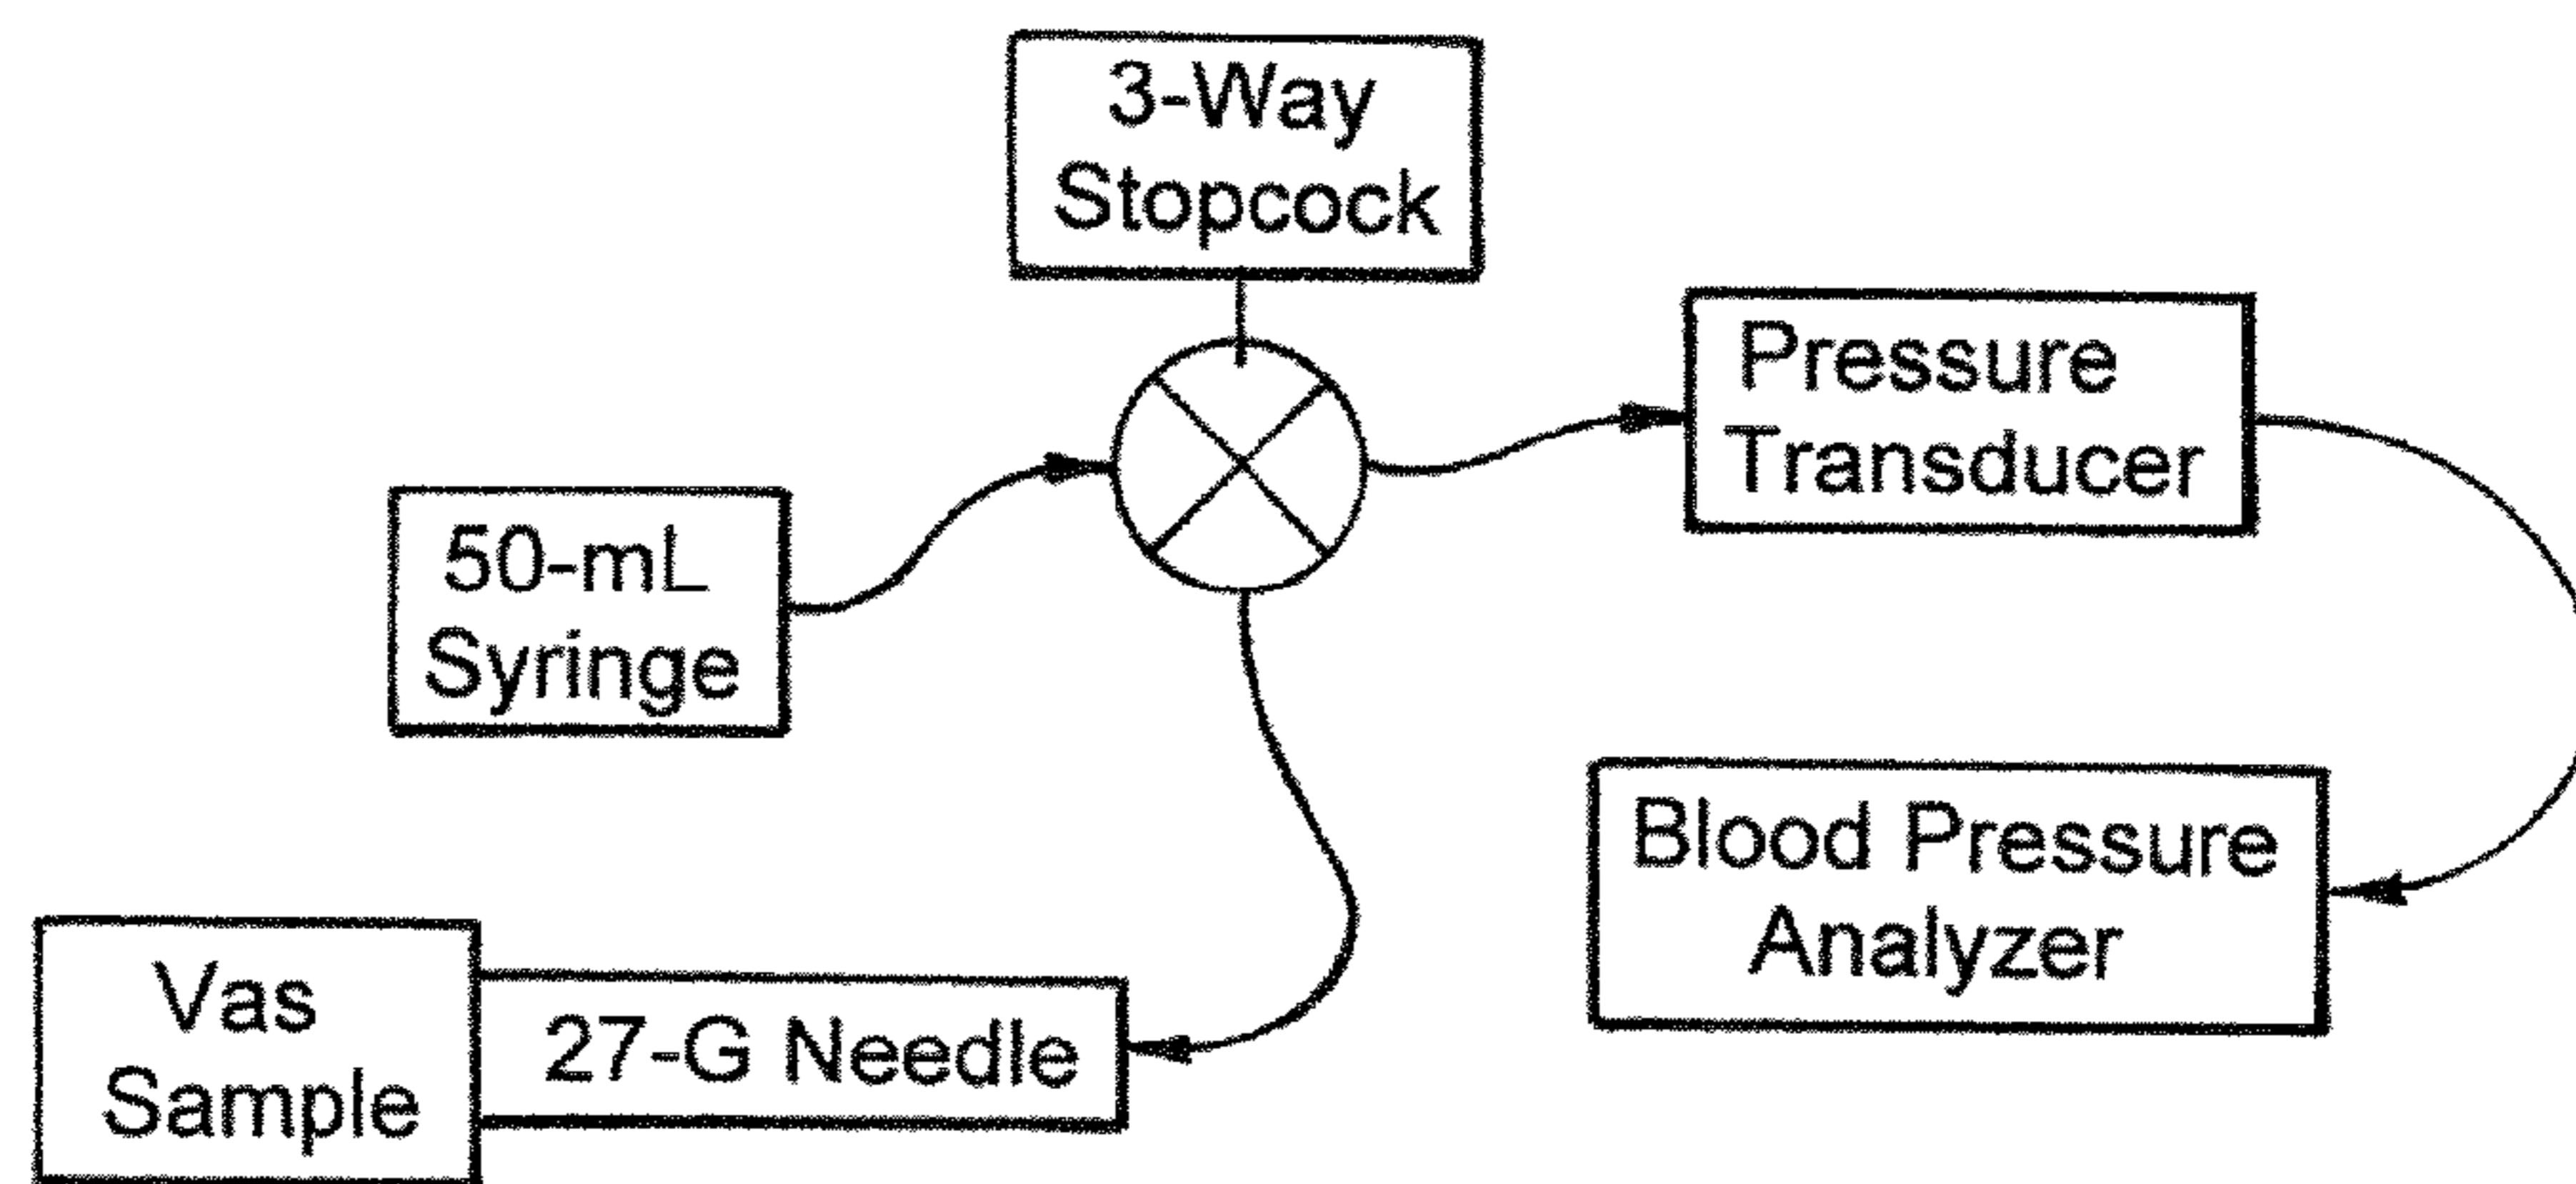 3-Way
Stopcock
Pressure
Transducer
50-mL
Syringe
Blood Pressure
Analyzer
Vas
Sample
27-G Needle